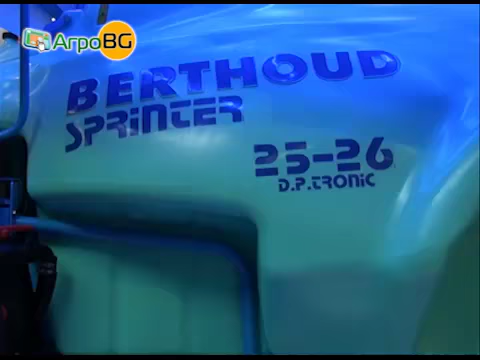 АгроBG
BERTHOUD
SPRINTER
25-26
D.P.TRONIC